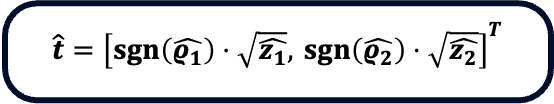 t̂ = [sgn(ϱ̂₁) · √ẑ₁, sgn(ϱ̂₂) · √ẑ₂]ᵀ